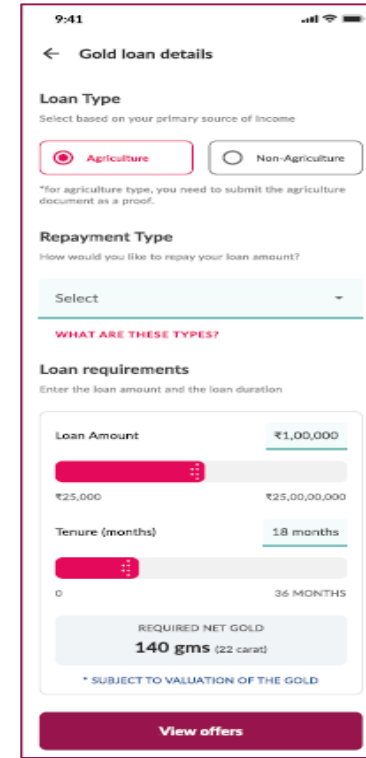 9:41
Gold loan details
Loan Type
Select based on your primary source of Income
Agriculture
Non-Agriculture
*for agriculture type, you need to submit the agriculture
document as a proof.
Repayment Type
How would you like to repay your loan amount?
Select
WHAT ARE THESE TYPES?
Loan requirements
Enter the loan amount and the loan duration
Loan Amount
₹1,00,000
₹25,000
₹25,00,00,000
Tenure (months)
18 months
0
36 MONTHS
REQUIRED NET GOLD
140 gms (22 carat)
* SUBJECT TO VALUATION OF THE GOLD
View offers